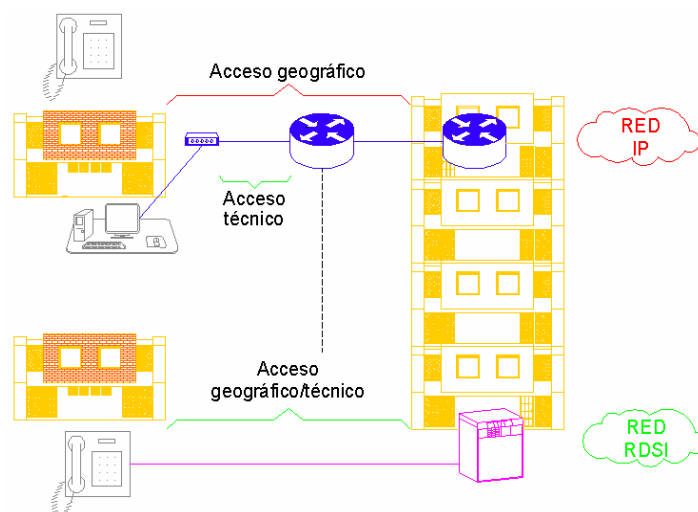 Acceso geográfico
RED
IP
Acceso
técnico
Acceso
geográfico/técnico
RED
RDSI